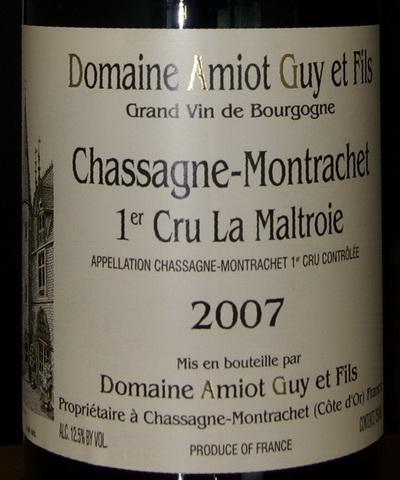 Domaine Amiot Guy et Fils
Grand Vin de Bourgogne
Chassagne-Montrachet
1er Cru La Maltroie
APPELLATION CHASSAGNE-MONTRACHET 1er CRU CONTRÔLÉE
2007
Mis en bouteille par
Domaine Amiot Guy et Fils
Propriétaire à Chassagne-Montrachet (Côte d'Or)
ALC. 12.5% BY VOL.
PRODUCE OF FRANCE